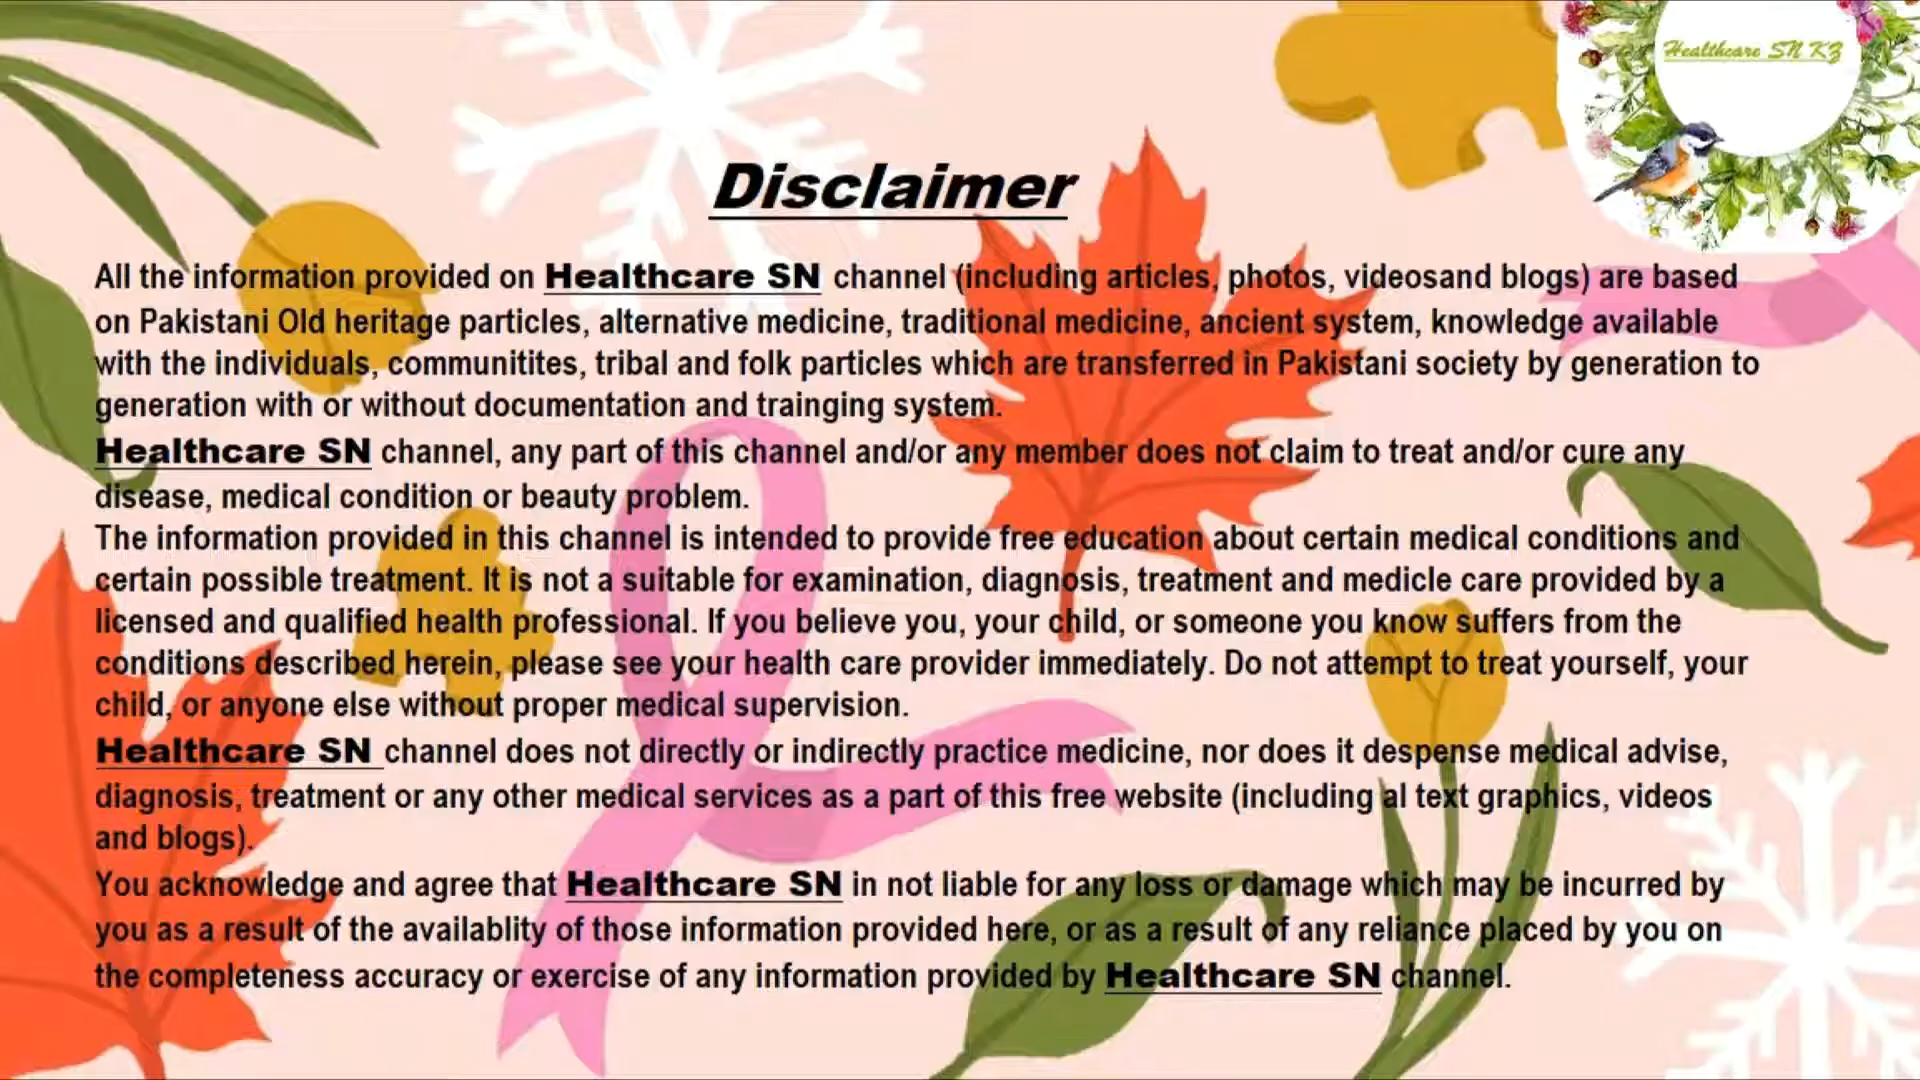 Healthcare SN KZ
Disclaimer
All the information provided on Healthcare SN channel (including articles, photos, videosand blogs) are based
on Pakistani Old heritage particles, alternative medicine, traditional medicine, ancient system, knowledge available
with the individuals, communitites, tribal and folk particles which are transferred in Pakistani society by generation to
generation with or without documentation and trainging system.
Healthcare SN channel, any part of this channel and/or any member does not claim to treat and/or cure any
disease, medical condition or beauty problem.
The information provided in this channel is intended to provide free education about certain medical conditions and
certain possible treatment. It is not a suitable for examination, diagnosis, treatment and medicle care provided by a
licensed and qualified health professional. If you believe you, your child, or someone you know suffers from the
conditions described herein, please see your health care provider immediately. Do not attempt to treat yourself, your
child, or anyone else without proper medical supervision.
Healthcare SN channel does not directly or indirectly practice medicine, nor does it despense medical advise,
diagnosis, treatment or any other medical services as a part of this free website (including al text graphics, videos
and blogs).
You acknowledge and agree that Healthcare SN in not liable for any loss or damage which may be incurred by
you as a result of the availablity of those information provided here, or as a result of any reliance placed by you on
the completeness accuracy or exercise of any information provided by Healthcare SN channel.